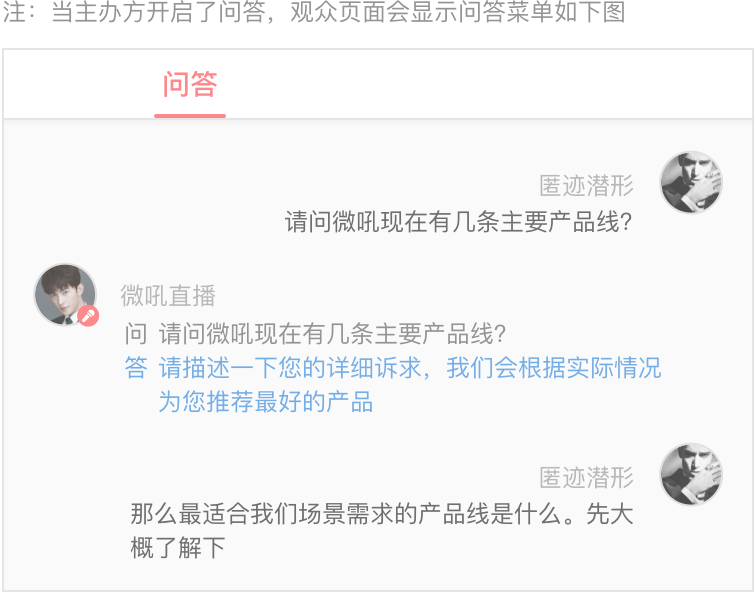 注：当主办方开启了问答，观众页面会显示问答菜单如下图
问答
匿迹潜形
请问微吼现在有几条主要产品线？
微吼直播
问 请问微吼现在有几条主要产品线？
答 请描述一下您的详细诉求，我们会根据实际情况
为您推荐最好的产品
匿迹潜形
那么最适合我们场景需求的产品线是什么。先大
概了解下